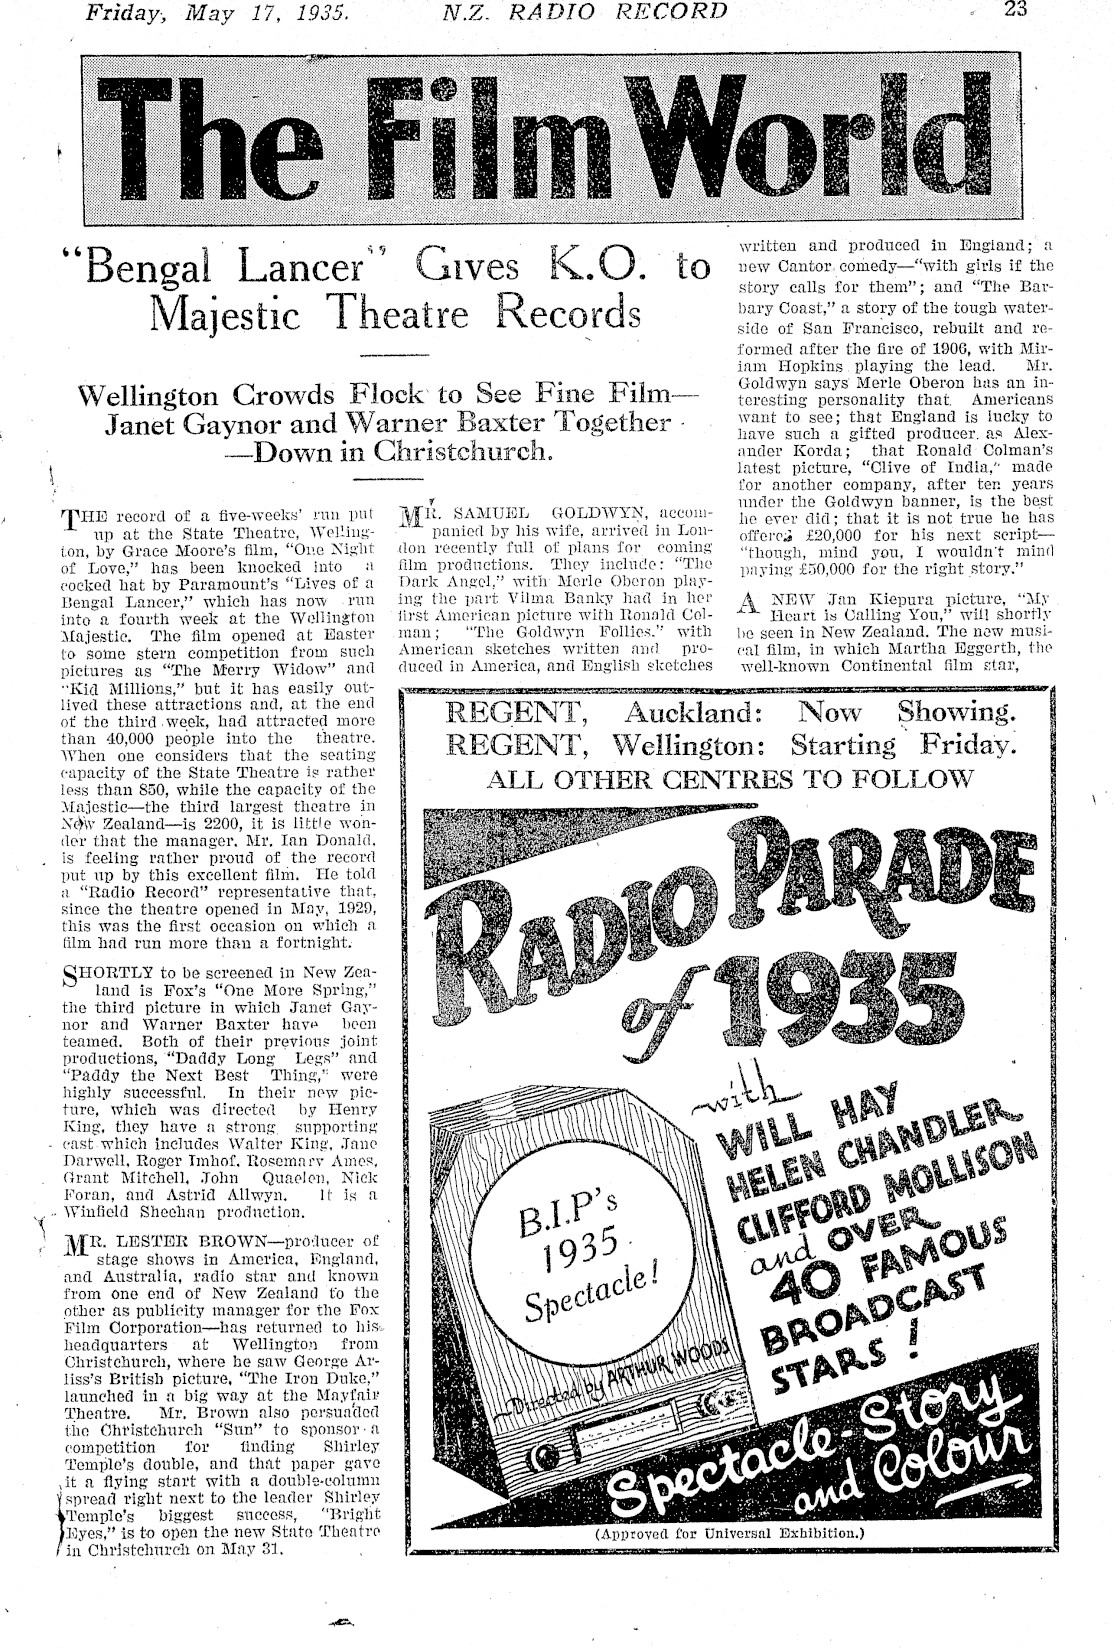 Friday, May 17, 1935.
N.Z. RADIO RECORD
23
The Film World
"Bengal Lancer" Gives K.O. to
Majestic Theatre Records
Wellington Crowds Flock to See Fine Film—
Janet Gaynor and Warner Baxter Together
—Down in Christchurch.
THE record of a five-weeks' run put
up at the State Theatre, Welling-
ton, by Grace Moore's film, "One Night
of Love," has been knocked into a
cocked hat by Paramount's "Lives of a
Bengal Lancer," which has now run
into a fourth week at the Wellington
Majestic. The film opened at Easter
to some stern competition from such
pictures as "The Merry Widow" and
"Kid Millions," but it has easily out-
lived these attractions and, at the end
of the third week, had attracted more
than 40,000 people into the theatre.
When one considers that the seating
capacity of the State Theatre is rather
less than 850, while the capacity of the
Majestic—the third largest theatre in
New Zealand—is 2200, it is little won-
der that the manager, Mr. Ian Donald,
is feeling rather proud of the record
put up by this excellent film. He told
a "Radio Record" representative that,
since the theatre opened in May, 1929,
this was the first occasion on which a
film had run more than a fortnight.
SHORTLY to be screened in New Zea-
land is Fox's "One More Spring,"
the third picture in which Janet Gay-
nor and Warner Baxter have been
teamed. Both of their previous joint
productions, "Daddy Long Legs" and
"Paddy the Next Best Thing," were
highly successful. In their new pic-
ture, which was directed by Henry
King, they have a strong supporting
cast which includes Walter King, Jane
Darwell, Roger Imhof, Rosemary Ames,
Grant Mitchell, John Qualen, Nick
Foran, and Astrid Allwyn. It is a
Winfield Sheehan production.
MR. LESTER BROWN—producer of
stage shows in America, England,
and Australia, radio star and known
from one end of New Zealand to the
other as publicity manager for the Fox
Film Corporation—has returned to his
headquarters at Wellington from
Christchurch, where he saw George Ar-
liss's British picture, "The Iron Duke,"
launched in a big way at the Mayfair
Theatre. Mr. Brown also persuaded
the Christchurch "Sun" to sponsor a
competition for finding Shirley
Temple's double, and that paper gave
it a flying start with a double-column
spread right next to the leader Shirley
Temple's biggest success, "Bright
Eyes," is to open the new State Theatre
in Christchurch on May 31.
MR. SAMUEL GOLDWYN, accom-
panied by his wife, arrived in Lon-
don recently full of plans for coming
film productions. They include: "The
Dark Angel," with Merle Oberon play-
ing the part Vilma Banky had in her
first American picture with Ronald Col-
man; "The Goldwyn Follies," with
American sketches written and pro-
duced in America, and English sketches
written and produced in England; a
new Cantor comedy—"with girls if the
story calls for them"; and "The Bar-
bary Coast," a story of the tough water-
side of San Francisco, rebuilt and re-
formed after the fire of 1906, with Mir-
iam Hopkins playing the lead. Mr.
Goldwyn says Merle Oberon has an in-
teresting personality that Americans
want to see; that England is lucky to
have such a gifted producer as Alex-
ander Korda; that Ronald Colman's
latest picture, "Clive of India," made
for another company, after ten years
under the Goldwyn banner, is the best
he ever did; that it is not true he has
offered £20,000 for his next script—
"though, mind you, I wouldn't mind
paying £50,000 for the right story."
A NEW Jan Kiepura picture, "My
Heart is Calling You," will shortly
be seen in New Zealand. The new musi-
cal film, in which Martha Eggerth, the
well-known Continental film star,
REGENT, Auckland: Now Showing.
REGENT, Wellington: Starting Friday.
ALL OTHER CENTRES TO FOLLOW
RADIO PARADE
of 1935
with
WILL HAY
HELEN CHANDLER
CLIFFORD MOLLISON
and OVER
40 FAMOUS
BROADCAST
STARS!
B.I.P's
1935
Spectacle!
Directed by ARTHUR WOODS
Spectacle-Story
and Colour
(Approved for Universal Exhibition.)